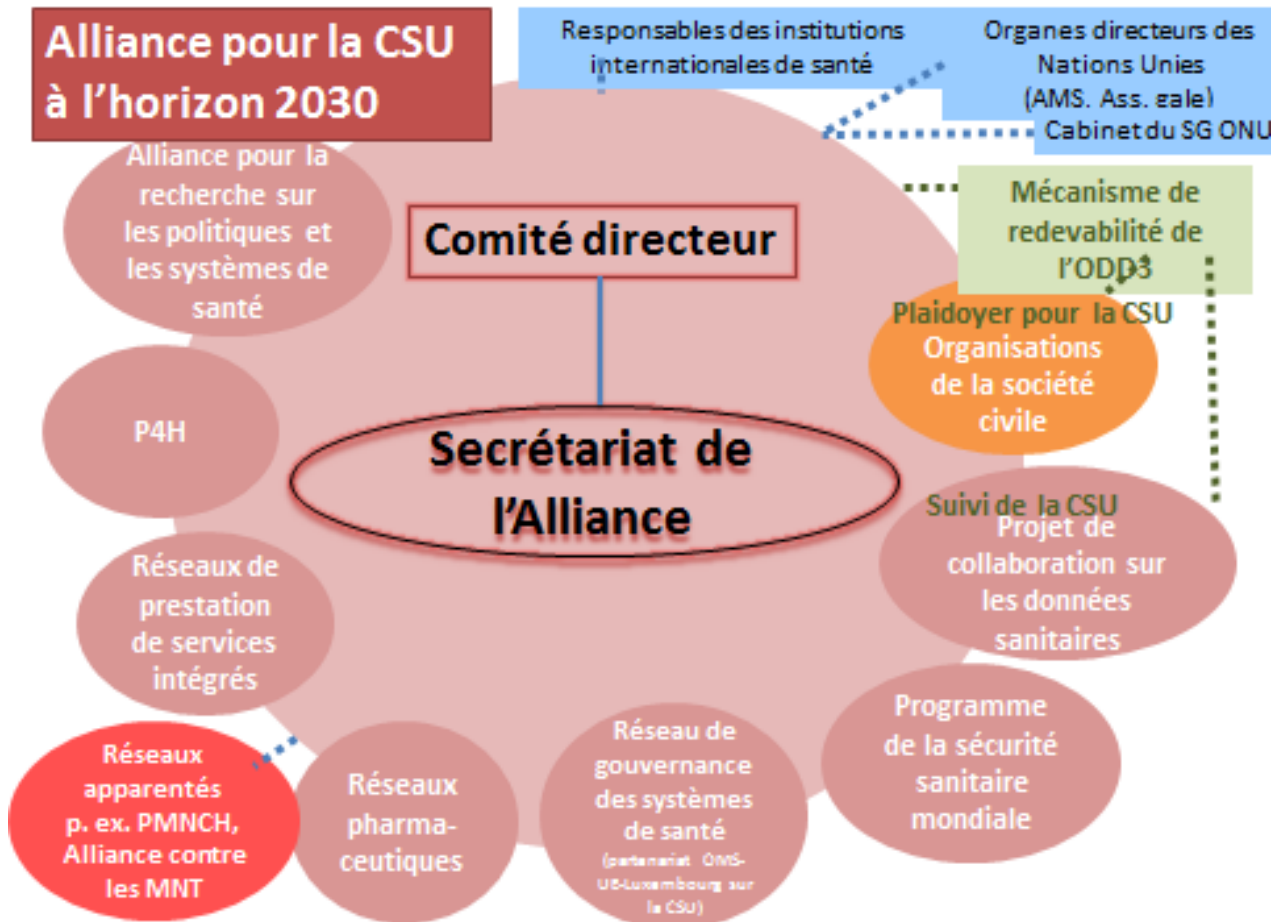 Alliance pour la CSU
à l'horizon 2030
Responsables des institutions
internationales de santé
Organes directeurs des
Nations Unies
(AMS, Ass. gale)
Cabinet du SG ONU
Mécanisme de
redevabilité de
l'ODD3
Alliance pour la
recherche sur
les politiques et
les systèmes de
santé
Comité directeur
Plaidoyer pour la CSU
Organisations
de la société
civile
P4H
Secrétariat de
l'Alliance
Suivi de la CSU
Projet de
collaboration sur
les données
sanitaires
Réseaux de
prestation
de services
intégrés
Programme
de la sécurité
sanitaire
mondiale
Réseaux
apparentés
p. ex. PMNCH,
Alliance contre
les MNT
Réseaux
pharma-
ceutiques
Réseau de
gouvernance
des systèmes
de santé
(partenariat OMS-
UE-Luxembourg sur
la CSU)